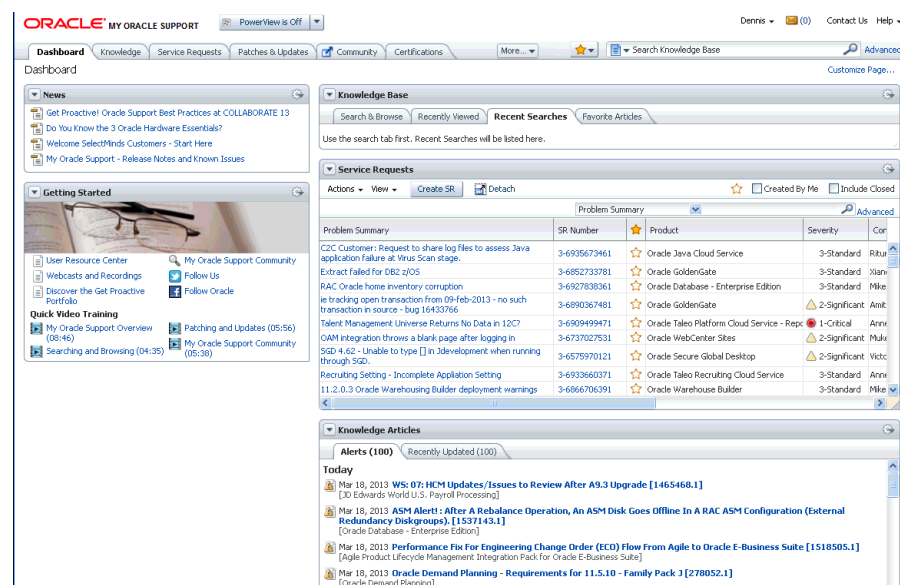 ORACLE MY ORACLE SUPPORT
PowerView is Off
Dennis
(0)
Contact Us
Help
Dashboard
Knowledge
Service Requests
Patches & Updates
Community
Certifications
More...
Search Knowledge Base
Advanced
Dashboard
Customize Page...
News
Get Proactive! Oracle Support Best Practices at COLLABORATE 13
Do You Know the 3 Oracle Hardware Essentials?
Welcome SelectMinds Customers - Start Here
My Oracle Support - Release Notes and Known Issues
Getting Started
User Resource Center
My Oracle Support Community
Webcasts and Recordings
Follow Us
Discover the Get Proactive
Portfolio
Follow Oracle
Quick Video Training
My Oracle Support Overview
(08:46)
Patching and Updates (05:56)
Searching and Browsing (04:35)
My Oracle Support Community
(05:38)
Knowledge Base
Search & Browse
Recently Viewed
Recent Searches
Favorite Articles
Use the search tab first. Recent Searches will be listed here.
Service Requests
Actions
View
Create SR
Detach
Created By Me
Include Closed
Problem Summary
Advanced
Problem Summary SR Number Product Severity Cor
C2C Customer: Request to share log files to assess Java
application failure at Virus Scan stage.
3-6935673461 Oracle Java Cloud Service 3-Standard Ritur
Extract failed for DB2 z/OS 3-6852733781 Oracle GoldenGate 3-Standard Xian
RAC Oracle home inventory corruption 3-6927838361 Oracle Database - Enterprise Edition 3-Standard Mike
ie tracking open transaction from 09-feb-2013 - no such
transaction in source - bug 16433766
3-6890367481 Oracle GoldenGate 2-Significant Amit
Talent Management Universe Returns No Data in 12C? 3-6909499471 Oracle Taleo Platform Cloud Service - Repo 1-Critical Anne
OAM integration throws a blank page after logging in 3-6737027531 Oracle WebCenter Sites 2-Significant Muku
SGD 4.62 - Unable to type [] in Jdevelopment when running
through SGD.
3-6575970121 Oracle Secure Global Desktop 2-Significant Victo
Recruiting Setting - Incomplete Appliation Setting 3-6933660371 Oracle Taleo Recruiting Cloud Service 3-Standard Anne
11.2.0.3 Oracle Warehousing Builder deployment warnings 3-6866706391 Oracle Warehouse Builder 3-Standard Mike
Knowledge Articles
Alerts (100)
Recently Updated (100)
Today
Mar 18, 2013 WS: 07: HCM Updates/Issues to Review After A9.3 Upgrade [1465468.1]
[JD Edwards World U.S. Payroll Processing]
Mar 18, 2013 ASM Alert! : After A Rebalance Operation, An ASM Disk Goes Offline In A RAC ASM Configuration (External
Redundancy Diskgroups). [1537143.1]
[Oracle Database - Enterprise Edition]
Mar 18, 2013 Performance Fix For Engineering Change Order (ECO) Flow From Agile to Oracle E-Business Suite [1518505.1]
[Agile Product Lifecycle Management Integration Pack for Oracle E-Business Suite]
Mar 18, 2013 Oracle Demand Planning - Requirements for 11.5.10 - Family Pack J [278052.1]
[Oracle Demand Planning]